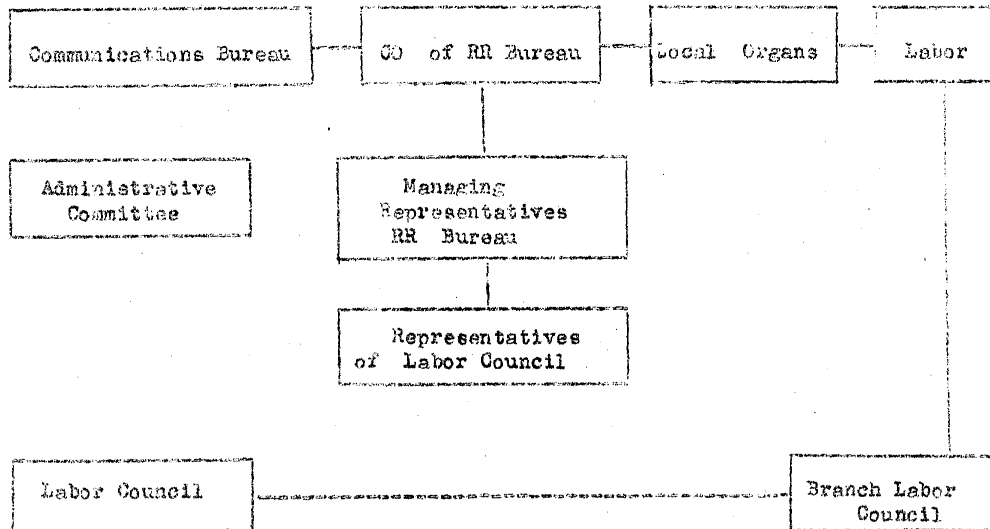 Communications Bureau
CO of RR Bureau
Local Organs
Labor
Administrative
Committee
Managing
Representatives
RR Bureau
Representatives
of Labor Council
Labor Council
Branch Labor
Council